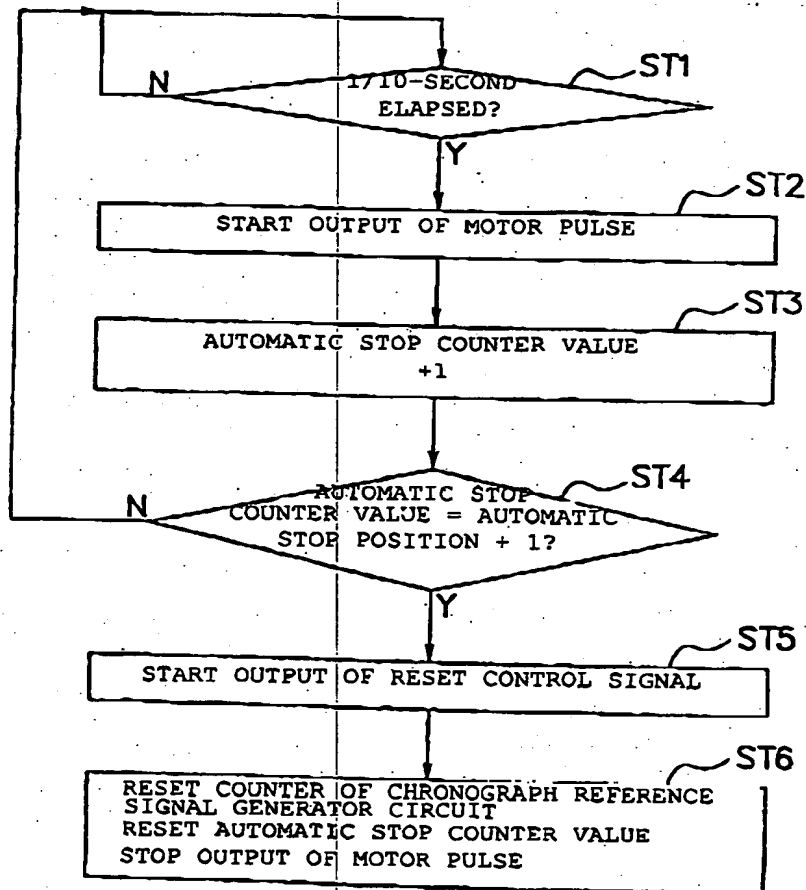 ST1
1/10-SECOND
ELAPSED?
N
Y
ST2
START OUTPUT OF MOTOR PULSE
ST3
AUTOMATIC STOP COUNTER VALUE
+1
ST4
AUTOMATIC STOP
COUNTER VALUE = AUTOMATIC
STOP POSITION + 1?
N
Y
ST5
START OUTPUT OF RESET CONTROL SIGNAL
ST6
RESET COUNTER OF CHRONOGRAPH REFERENCE
SIGNAL GENERATOR CIRCUIT
RESET AUTOMATIC STOP COUNTER VALUE
STOP OUTPUT OF MOTOR PULSE